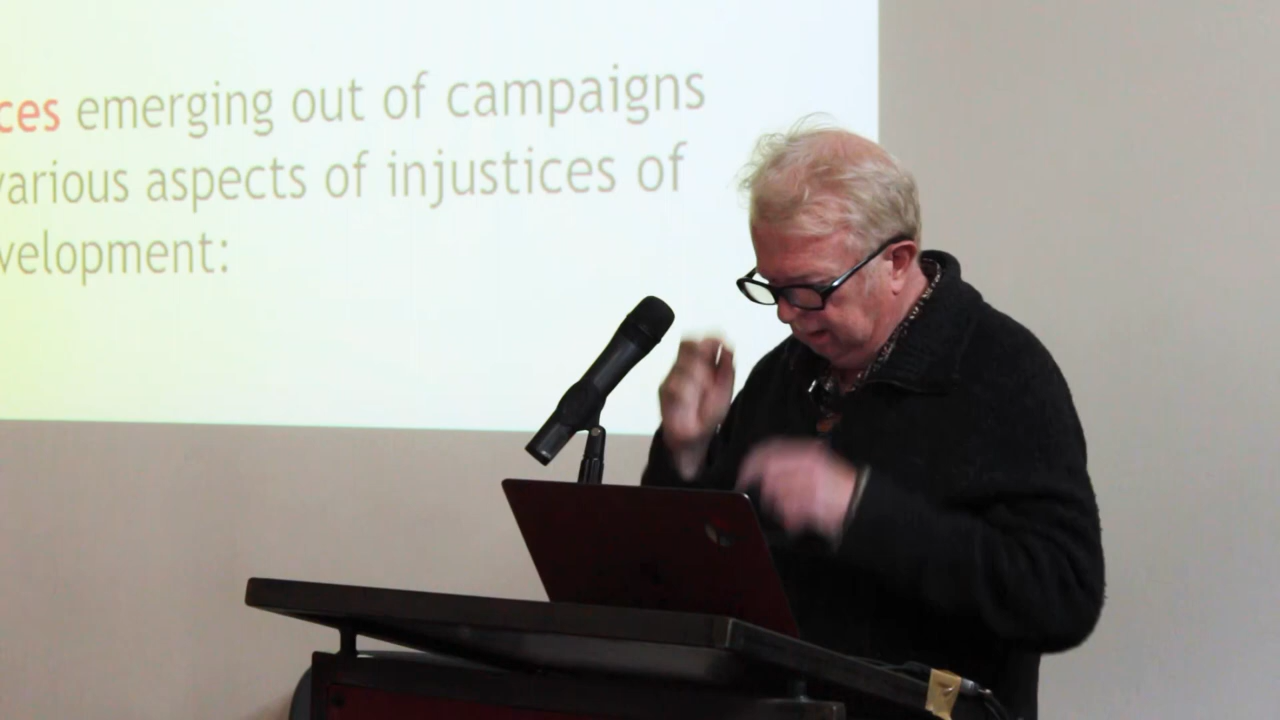 ces emerging out of campaigns
various aspects of injustices of
velopment: